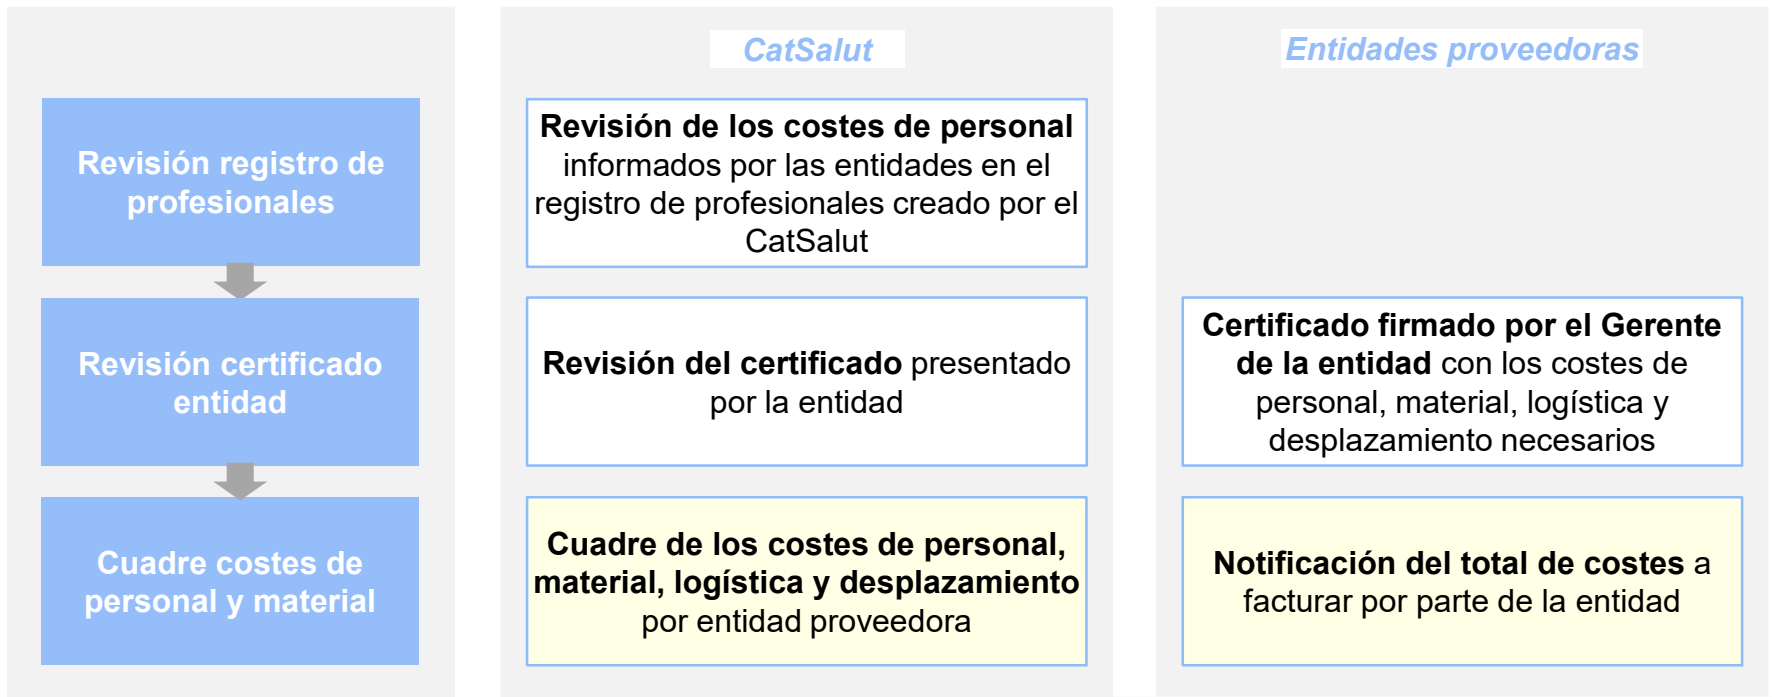 CatSalut
Entidades proveedoras
Revisión registro de
profesionales
Revisión de los costes de personal
informados por las entidades en el
registro de profesionales creado por el
CatSalut
Revisión certificado
entidad
Revisión del certificado presentado
por la entidad
Certificado firmado por el Gerente
de la entidad con los costes de
personal, material, logística y
desplazamiento necesarios
Cuadre costes de
personal y material
Cuadre de los costes de personal,
material, logística y desplazamiento
por entidad proveedora
Notificación del total de costes a
facturar por parte de la entidad